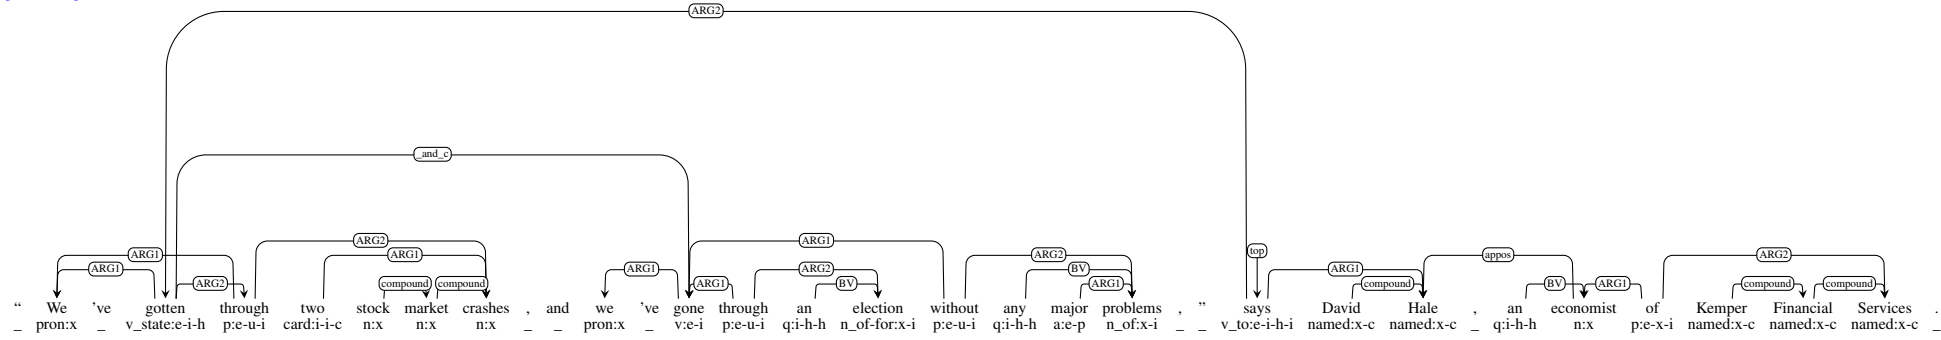 ARG2
_and_c
ARG2 ARG1 top
ARG1 ARG1 ARG2 appos ARG2
ARG1 ARG1 BV ARG1
ARG2 compound compound ARG1 ARG2 BV ARG1 compound BV ARG1 compound compound
“ We 've gotten through two stock market crashes , and we 've gone through an election without any major problems , ” says David Hale , an economist of Kemper Financial Services .
_ pron:x _ v_state:e-i-h p:e-u-i card:i-i-c n:x n:x n:x _ _ pron:x _ v:e-i p:e-u-i q:i-h-h n_of-for:x-i p:e-u-i q:i-h-h a:e-p n_of:x-i _ _ v_to:e-i-h-i named:x-c named:x-c _ q:i-h-h n:x p:e-x-i named:x-c named:x-c named:x-c _